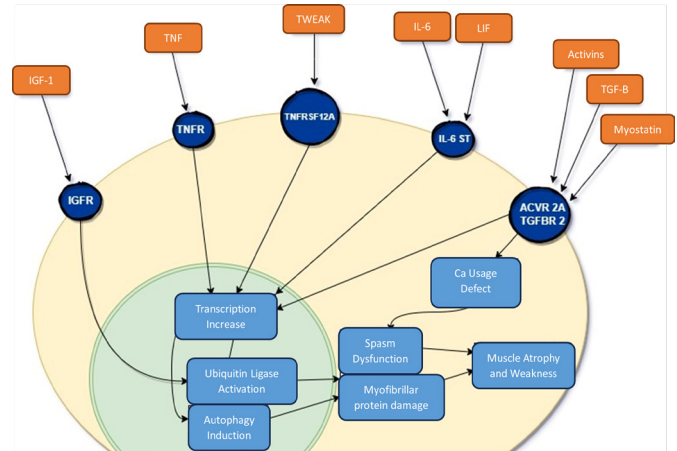 TWEAK
IL-6
LIF
TNF
Activins
IGF-1
TGF-B
Myostatin
TNFR
TNFRSF12A
IL-6 ST
IGFR
ACVR 2A
TGFBR 2
Ca Usage
Defect
Transcription
Increase
Spasm
Dysfunction
Muscle Atrophy
and Weakness
Ubiquitin Ligase
Activation
Myofibrillar
protein damage
Autophagy
Induction